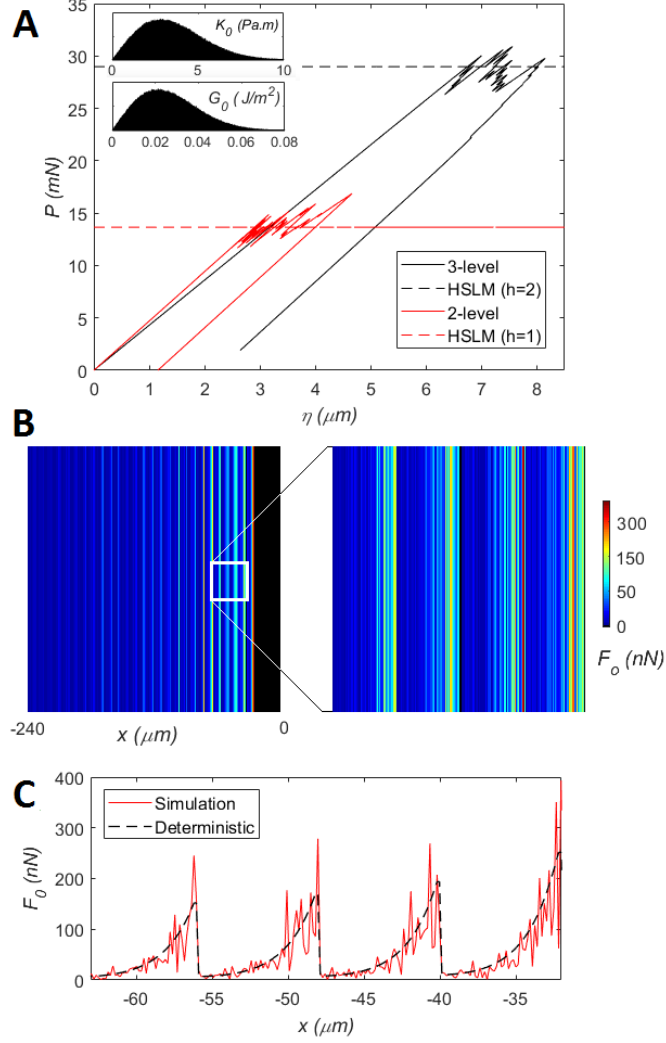 A
35
30
25
20
15
10
5
0
P (mN)
K0 (Pa.m)
0 5 10
G0 ( J/m²)
0 0.02 0.04 0.06 0.08
3-level
HSLM (h=2)
2-level
HSLM (h=1)
0 1 2 3 4 5 6 7 8
η (μm)
B
-240 x (μm) 0
300
150
50
0
Fo (nN)
C
400
300
200
100
0
F0 (nN)
Simulation
Deterministic
-60 -55 -50 -45 -40 -35
x (μm)